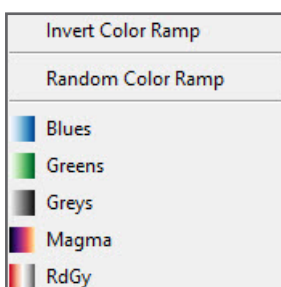 Invert Color Ramp
Random Color Ramp
Blues
Greens
Greys
Magma
RdGy